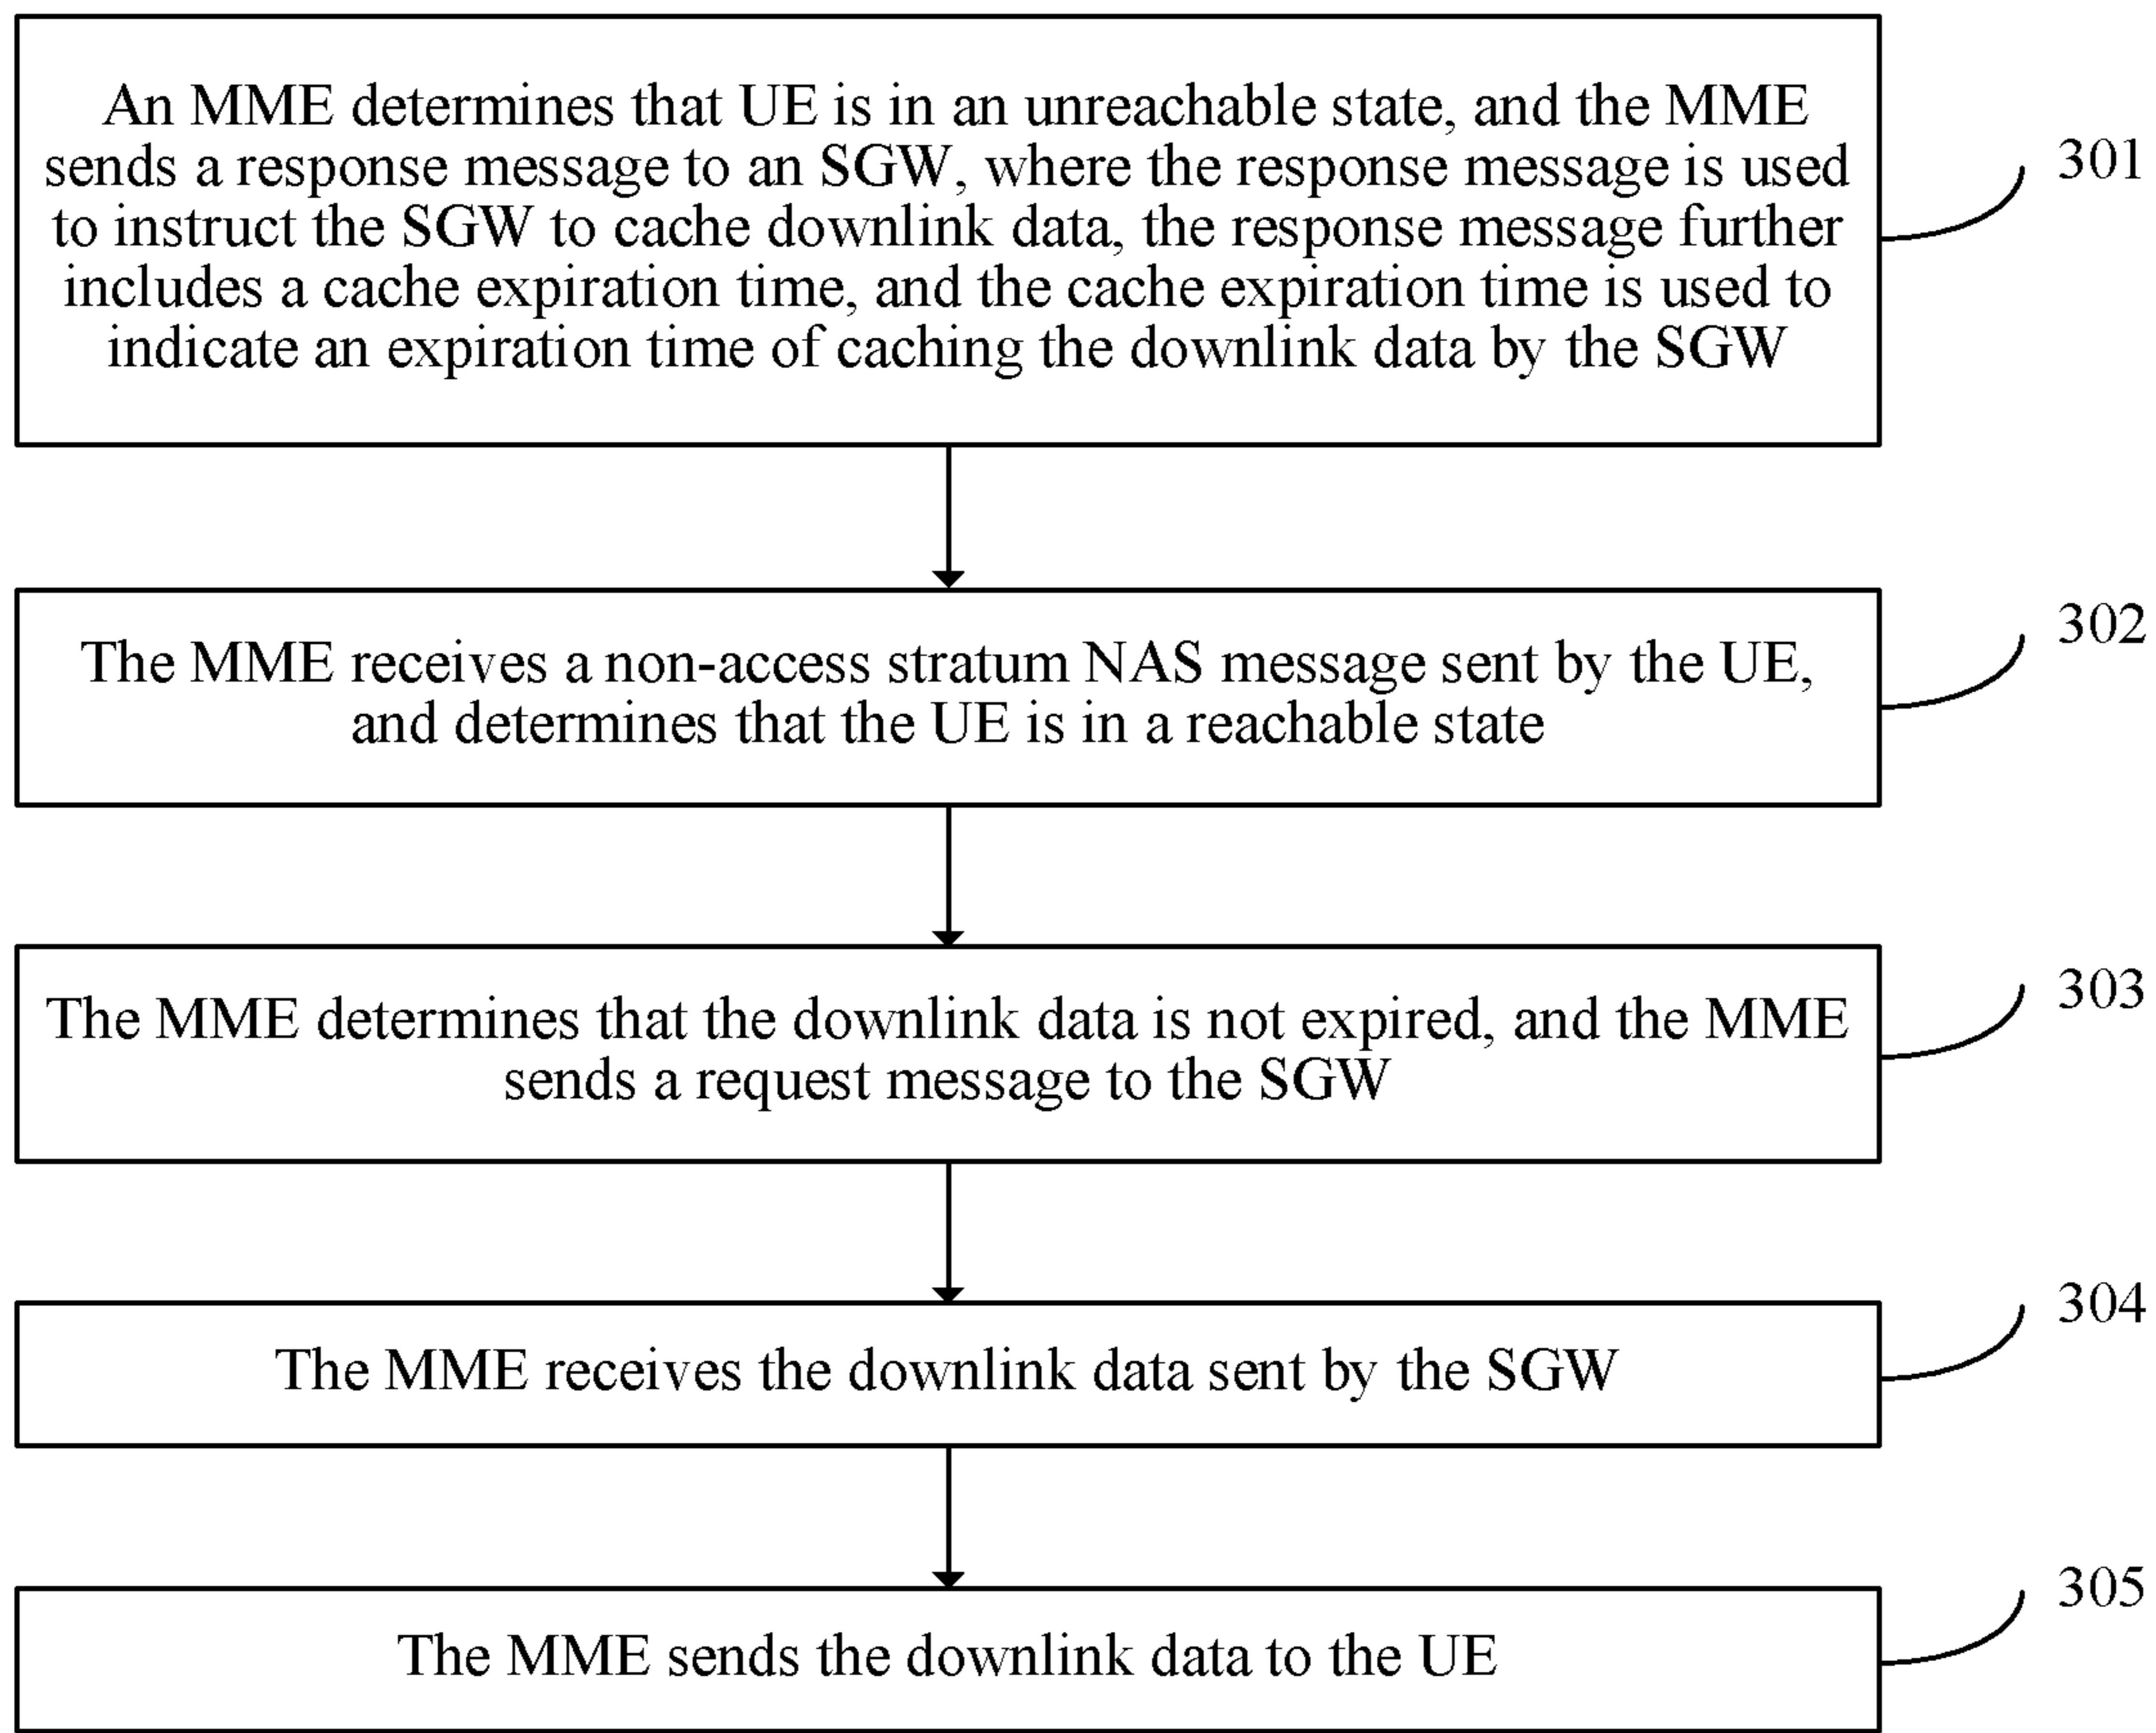 An MME determines that UE is in an unreachable state, and the MME
sends a response message to an SGW, where the response message is used
to instruct the SGW to cache downlink data, the response message further
includes a cache expiration time, and the cache expiration time is used to
indicate an expiration time of caching the downlink data by the SGW
301
The MME receives a non-access stratum NAS message sent by the UE,
and determines that the UE is in a reachable state
302
The MME determines that the downlink data is not expired, and the MME
sends a request message to the SGW
303
The MME receives the downlink data sent by the SGW
304
The MME sends the downlink data to the UE
305